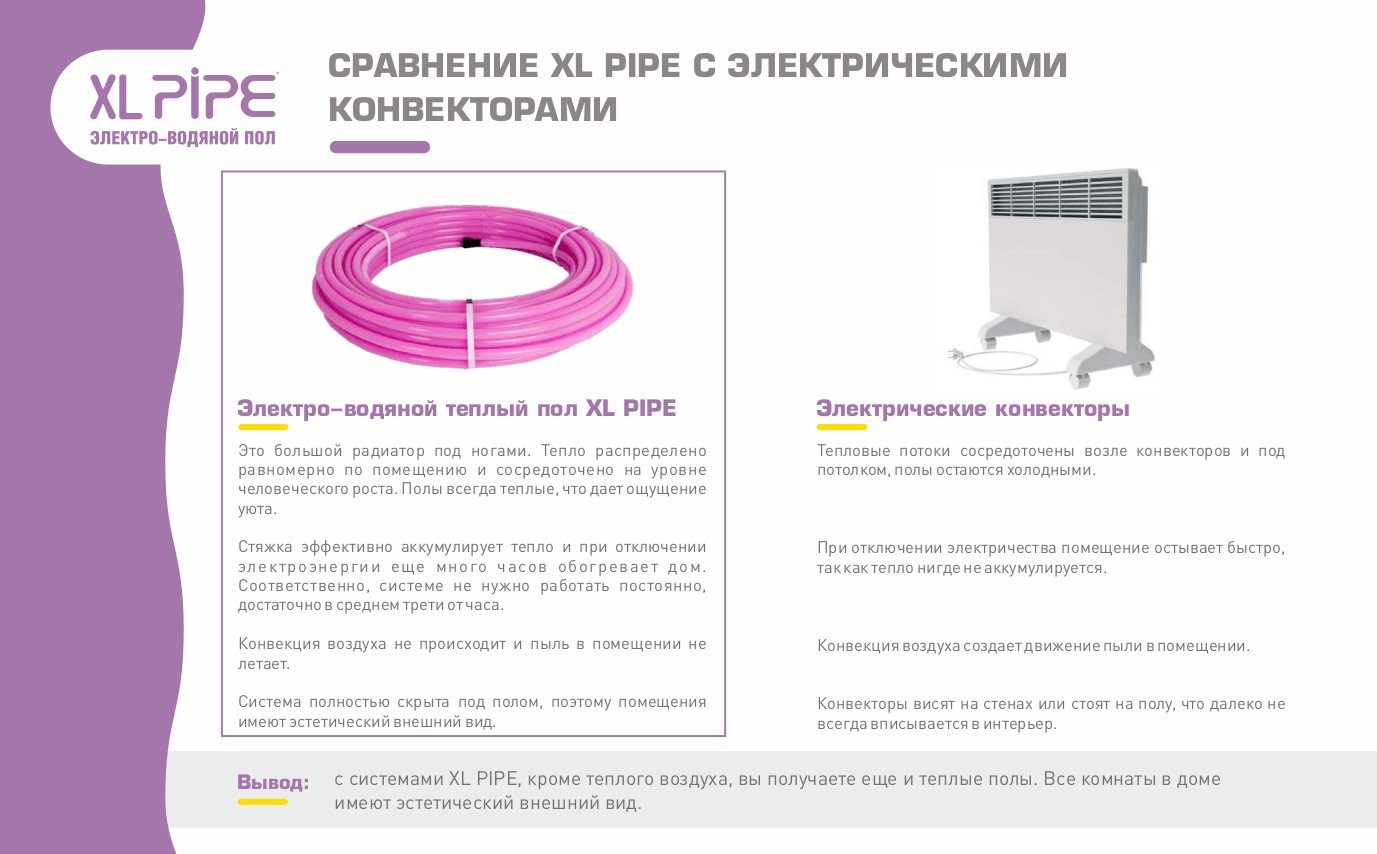 XL PIPE
ЭЛЕКТРО-ВОДЯНОЙ ПОЛ
СРАВНЕНИЕ XL PIPE С ЭЛЕКТРИЧЕСКИМИ
КОНВЕКТОРАМИ
Электро-водяной теплый пол XL PIPE
Это большой радиатор под ногами. Тепло распределено
равномерно по помещению и сосредоточено на уровне
человеческого роста. Полы всегда теплые, что дает ощущение
уюта.
Стяжка эффективно аккумулирует тепло и при отключении
электроэнергии еще много часов обогревает дом.
Соответственно, системе не нужно работать постоянно,
достаточно в среднем трети от часа.
Конвекция воздуха не происходит и пыль в помещении не
летает.
Система полностью скрыта под полом, поэтому помещения
имеют эстетический внешний вид.
Электрические конвекторы
Тепловые потоки сосредоточены возле конвекторов и под
потолком, полы остаются холодными.
При отключении электричества помещение остывает быстро,
так как тепло нигде не аккумулируется.
Конвекция воздуха создает движение пыли в помещении.
Конвекторы висят на стенах или стоят на полу, что далеко не
всегда вписывается в интерьер.
Вывод:
с системами XL PIPE, кроме теплого воздуха, вы получаете еще и теплые полы. Все комнаты в доме
имеют эстетический внешний вид.